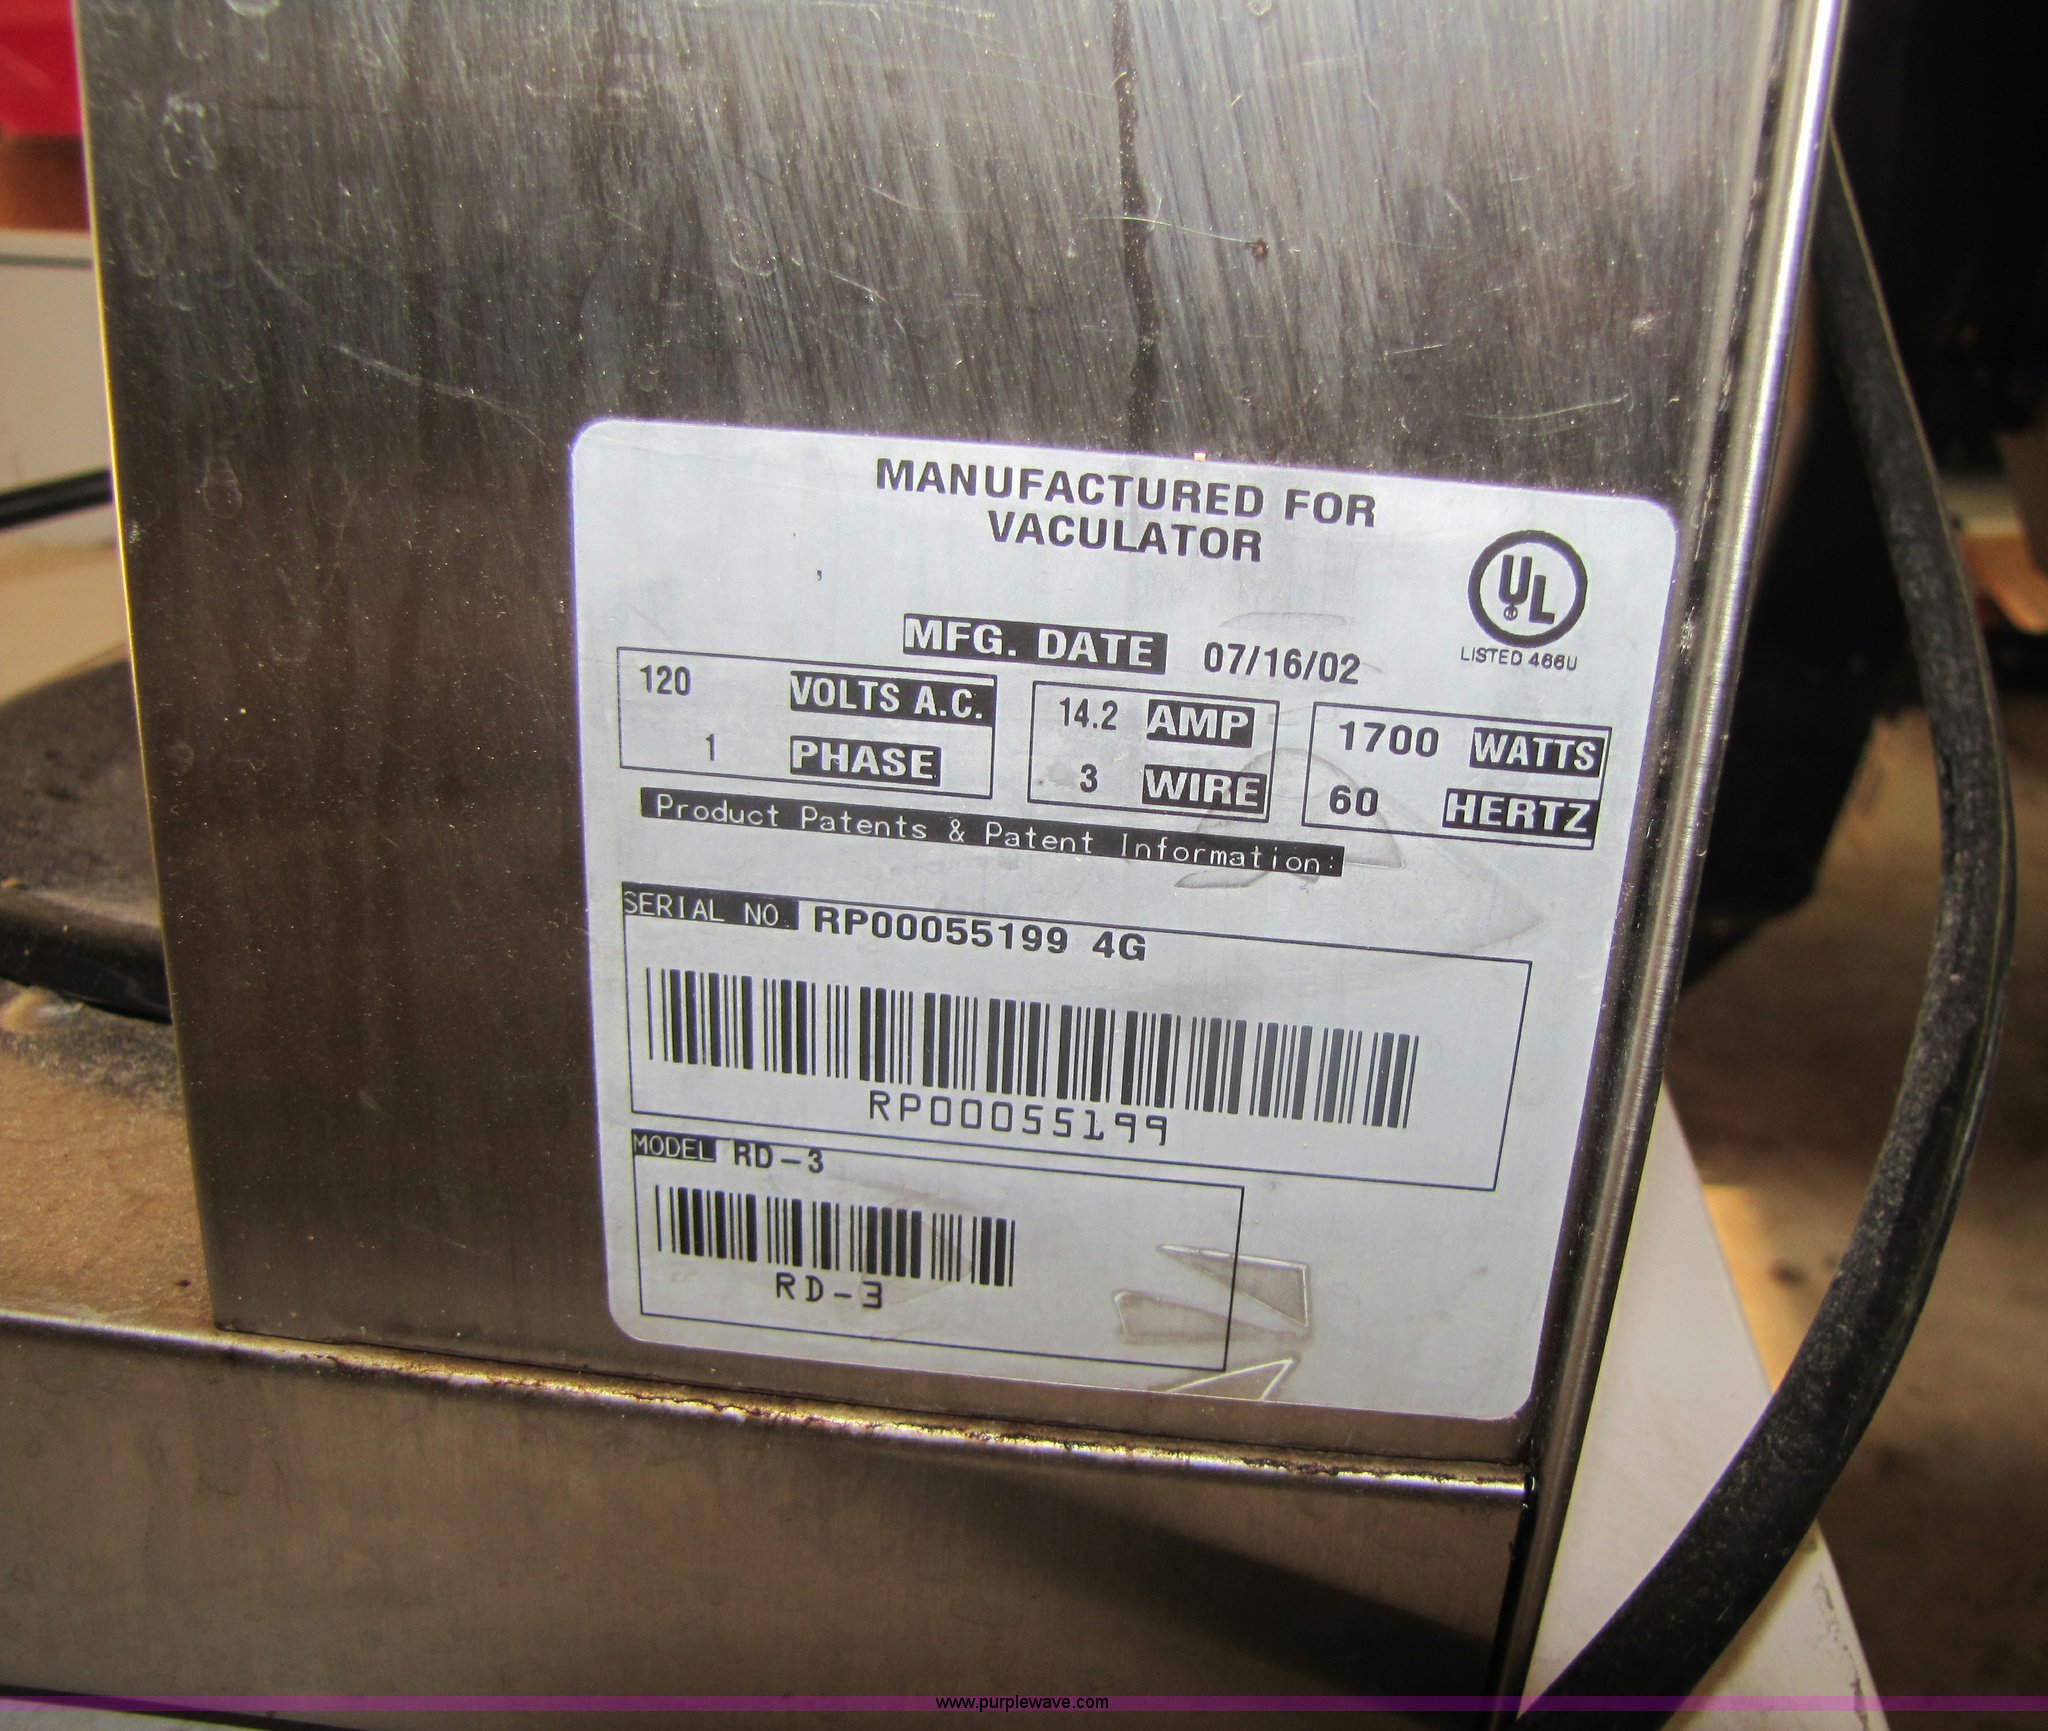 MANUFACTURED FOR
VACULATOR
UL
LISTED 466U
MFG. DATE 07/16/02
120 VOLTS A.C. 14.2 AMP 1700 WATTS
1 PHASE 3 WIRE 60 HERTZ
Product Patents & Patent Information:
SERIAL NO. RP00055199 4G
RP00055199
MODEL RD-3
RD-3
www.purplewave.com